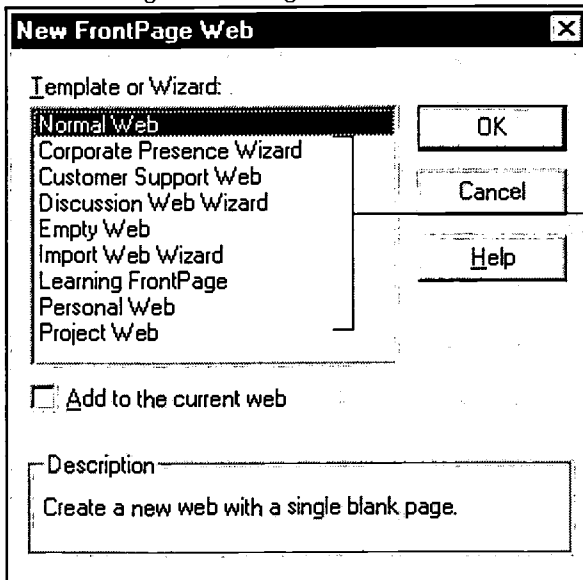 New FrontPage Web
Template or Wizard:
Normal Web
Corporate Presence Wizard
Customer Support Web
Discussion Web Wizard
Empty Web
Import Web Wizard
Learning FrontPage
Personal Web
Project Web
OK
Cancel
Help
Add to the current web
Description
Create a new web with a single blank page.